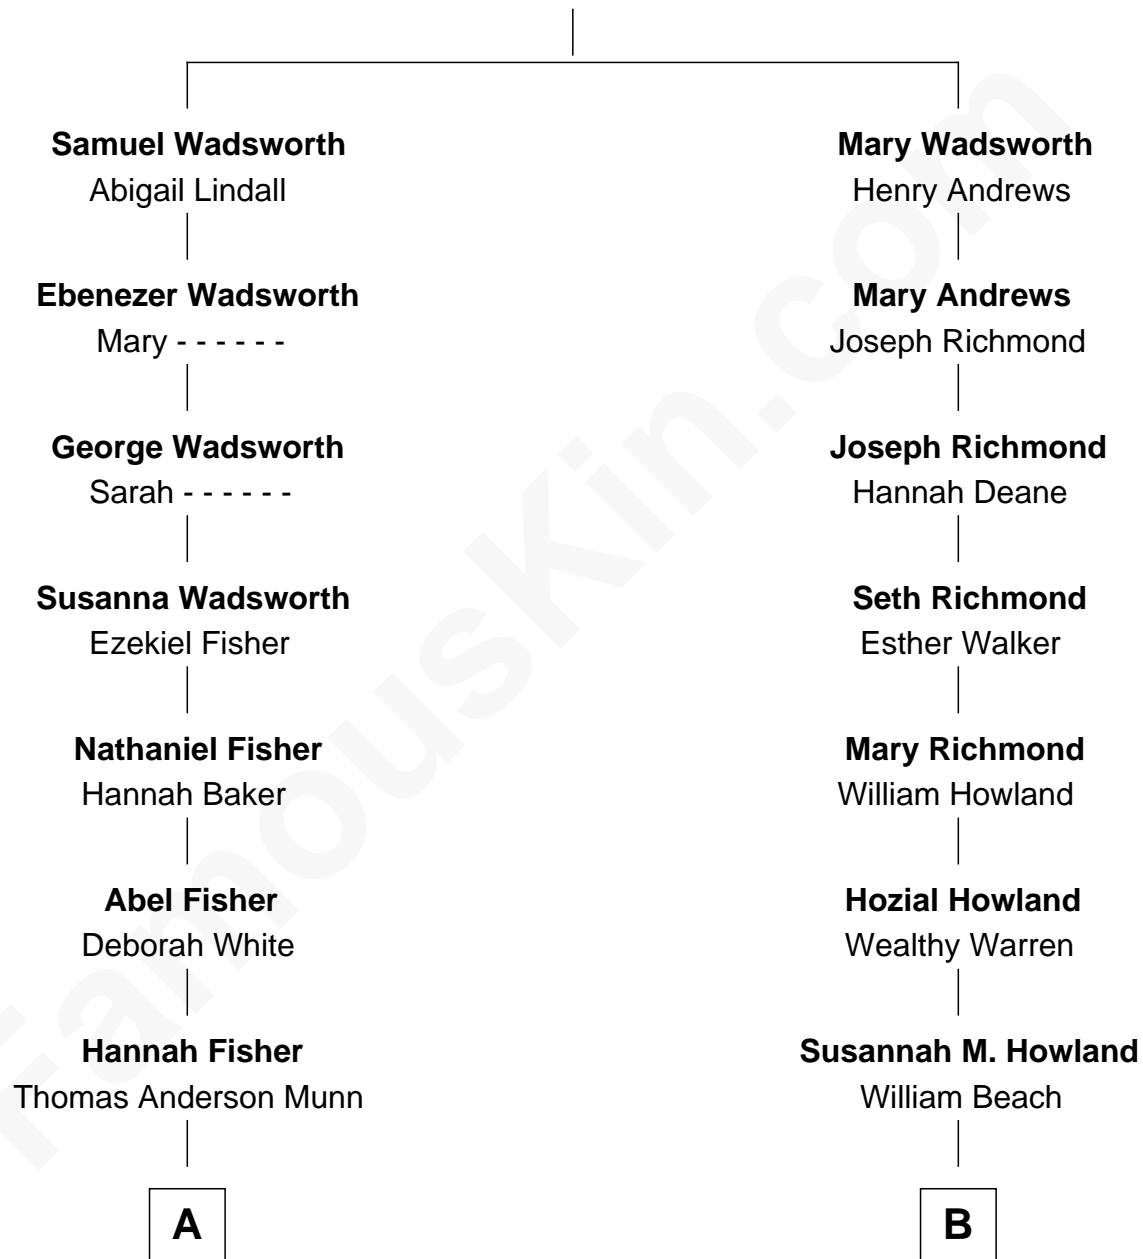 Samuel Wadsworth
Abigail Lindall
Ebenezer Wadsworth
Mary - - - - - -
George Wadsworth
Sarah - - - - - -
Susanna Wadsworth
Ezekiel Fisher
Nathaniel Fisher
Hannah Baker
Abel Fisher
Deborah White
Hannah Fisher
Thomas Anderson Munn
A
Mary Wadsworth
Henry Andrews
Mary Andrews
Joseph Richmond
Joseph Richmond
Hannah Deane
Seth Richmond
Esther Walker
Mary Richmond
William Howland
Hozial Howland
Wealthy Warren
Susannah M. Howland
William Beach
B
FamousKin.com